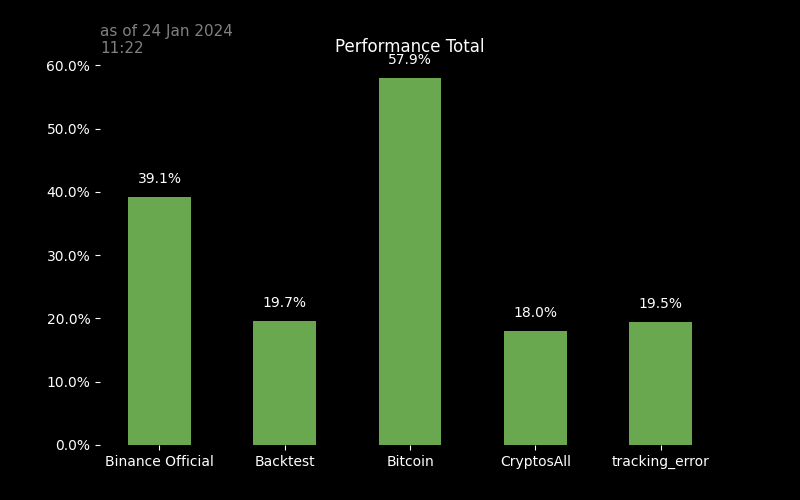 as of 24 Jan 2024
11:22
Performance Total
60.0%
50.0%
40.0%
30.0%
20.0%
10.0%
0.0%
39.1%
19.7%
57.9%
18.0%
19.5%
Binance Official
Backtest
Bitcoin
CryptosAll
tracking_error